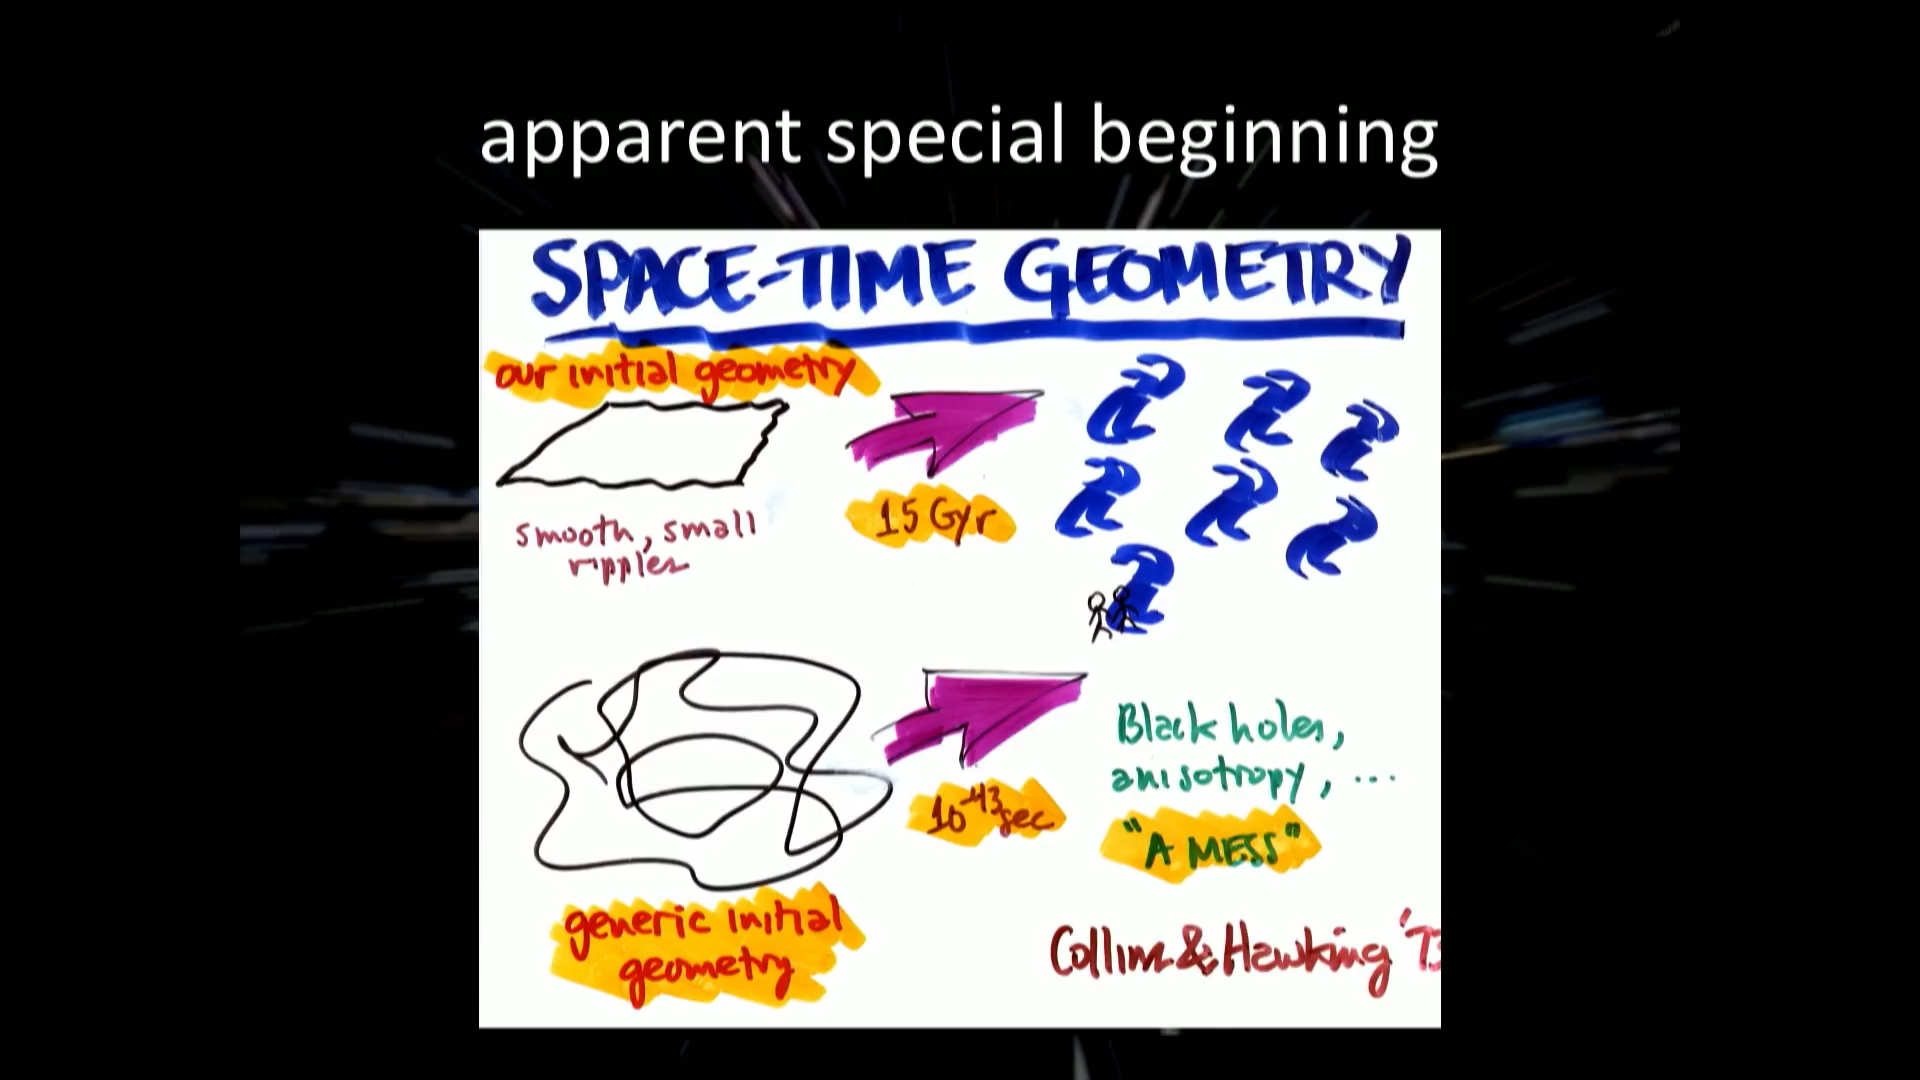 apparent special beginning
SPACE-TIME GEOMETRY
our initial geometry
smooth, small
ripples
15 Gyr
10⁻⁴³ sec
Black holes,
anisotropy, ...
"A MESS"
generic initial
geometry
Collins & Hawking '73